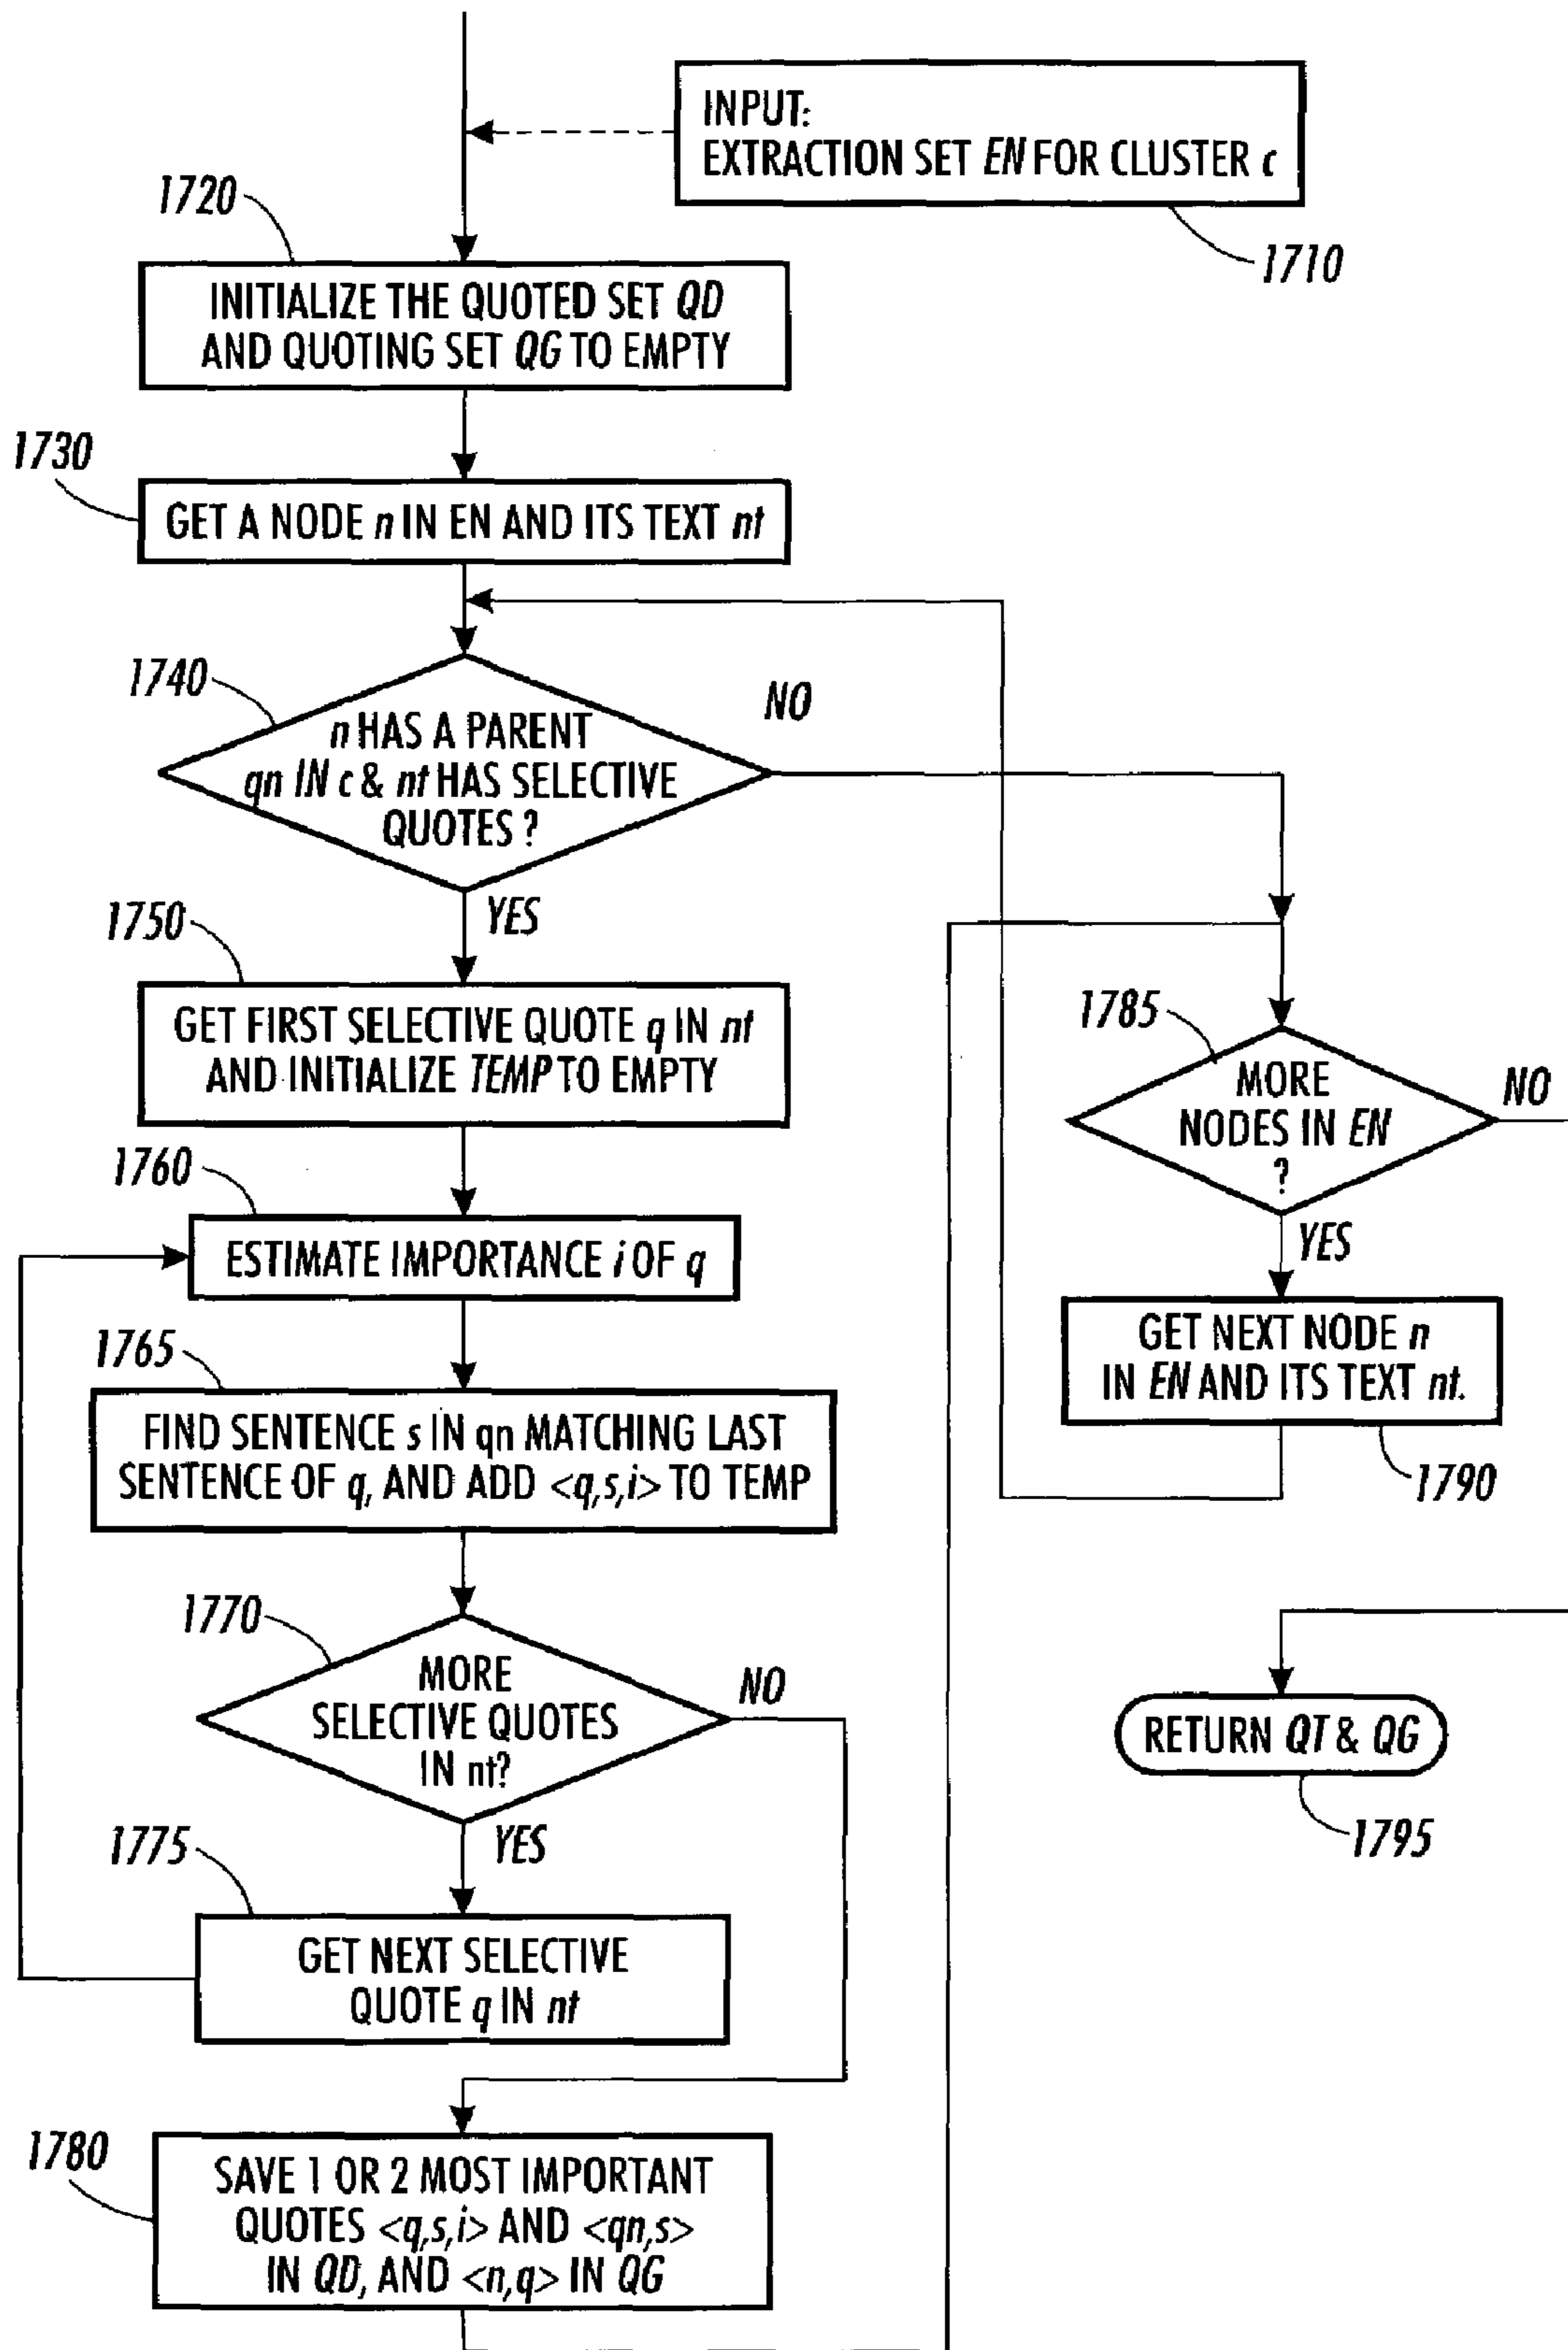 INPUT:
EXTRACTION SET EN FOR CLUSTER c
1710
1720
INITIALIZE THE QUOTED SET QD
AND QUOTING SET QG TO EMPTY
1730
GET A NODE n IN EN AND ITS TEXT nt
1740
n HAS A PARENT
qn IN c & nt HAS SELECTIVE
QUOTES ?
NO
YES
1750
GET FIRST SELECTIVE QUOTE q IN nt
AND INITIALIZE TEMP TO EMPTY
1760
ESTIMATE IMPORTANCE i OF q
1765
FIND SENTENCE s IN qn MATCHING LAST
SENTENCE OF q, AND ADD <q,s,i> TO TEMP
1770
MORE
SELECTIVE QUOTES
IN nt?
NO
YES
1775
GET NEXT SELECTIVE
QUOTE q IN nt
1780
SAVE 1 OR 2 MOST IMPORTANT
QUOTES <q,s,i> AND <qn,s>
IN QD, AND <n,q> IN QG
1785
MORE
NODES IN EN
?
NO
YES
GET NEXT NODE n
IN EN AND ITS TEXT nt.
1790
RETURN QT & QG
1795